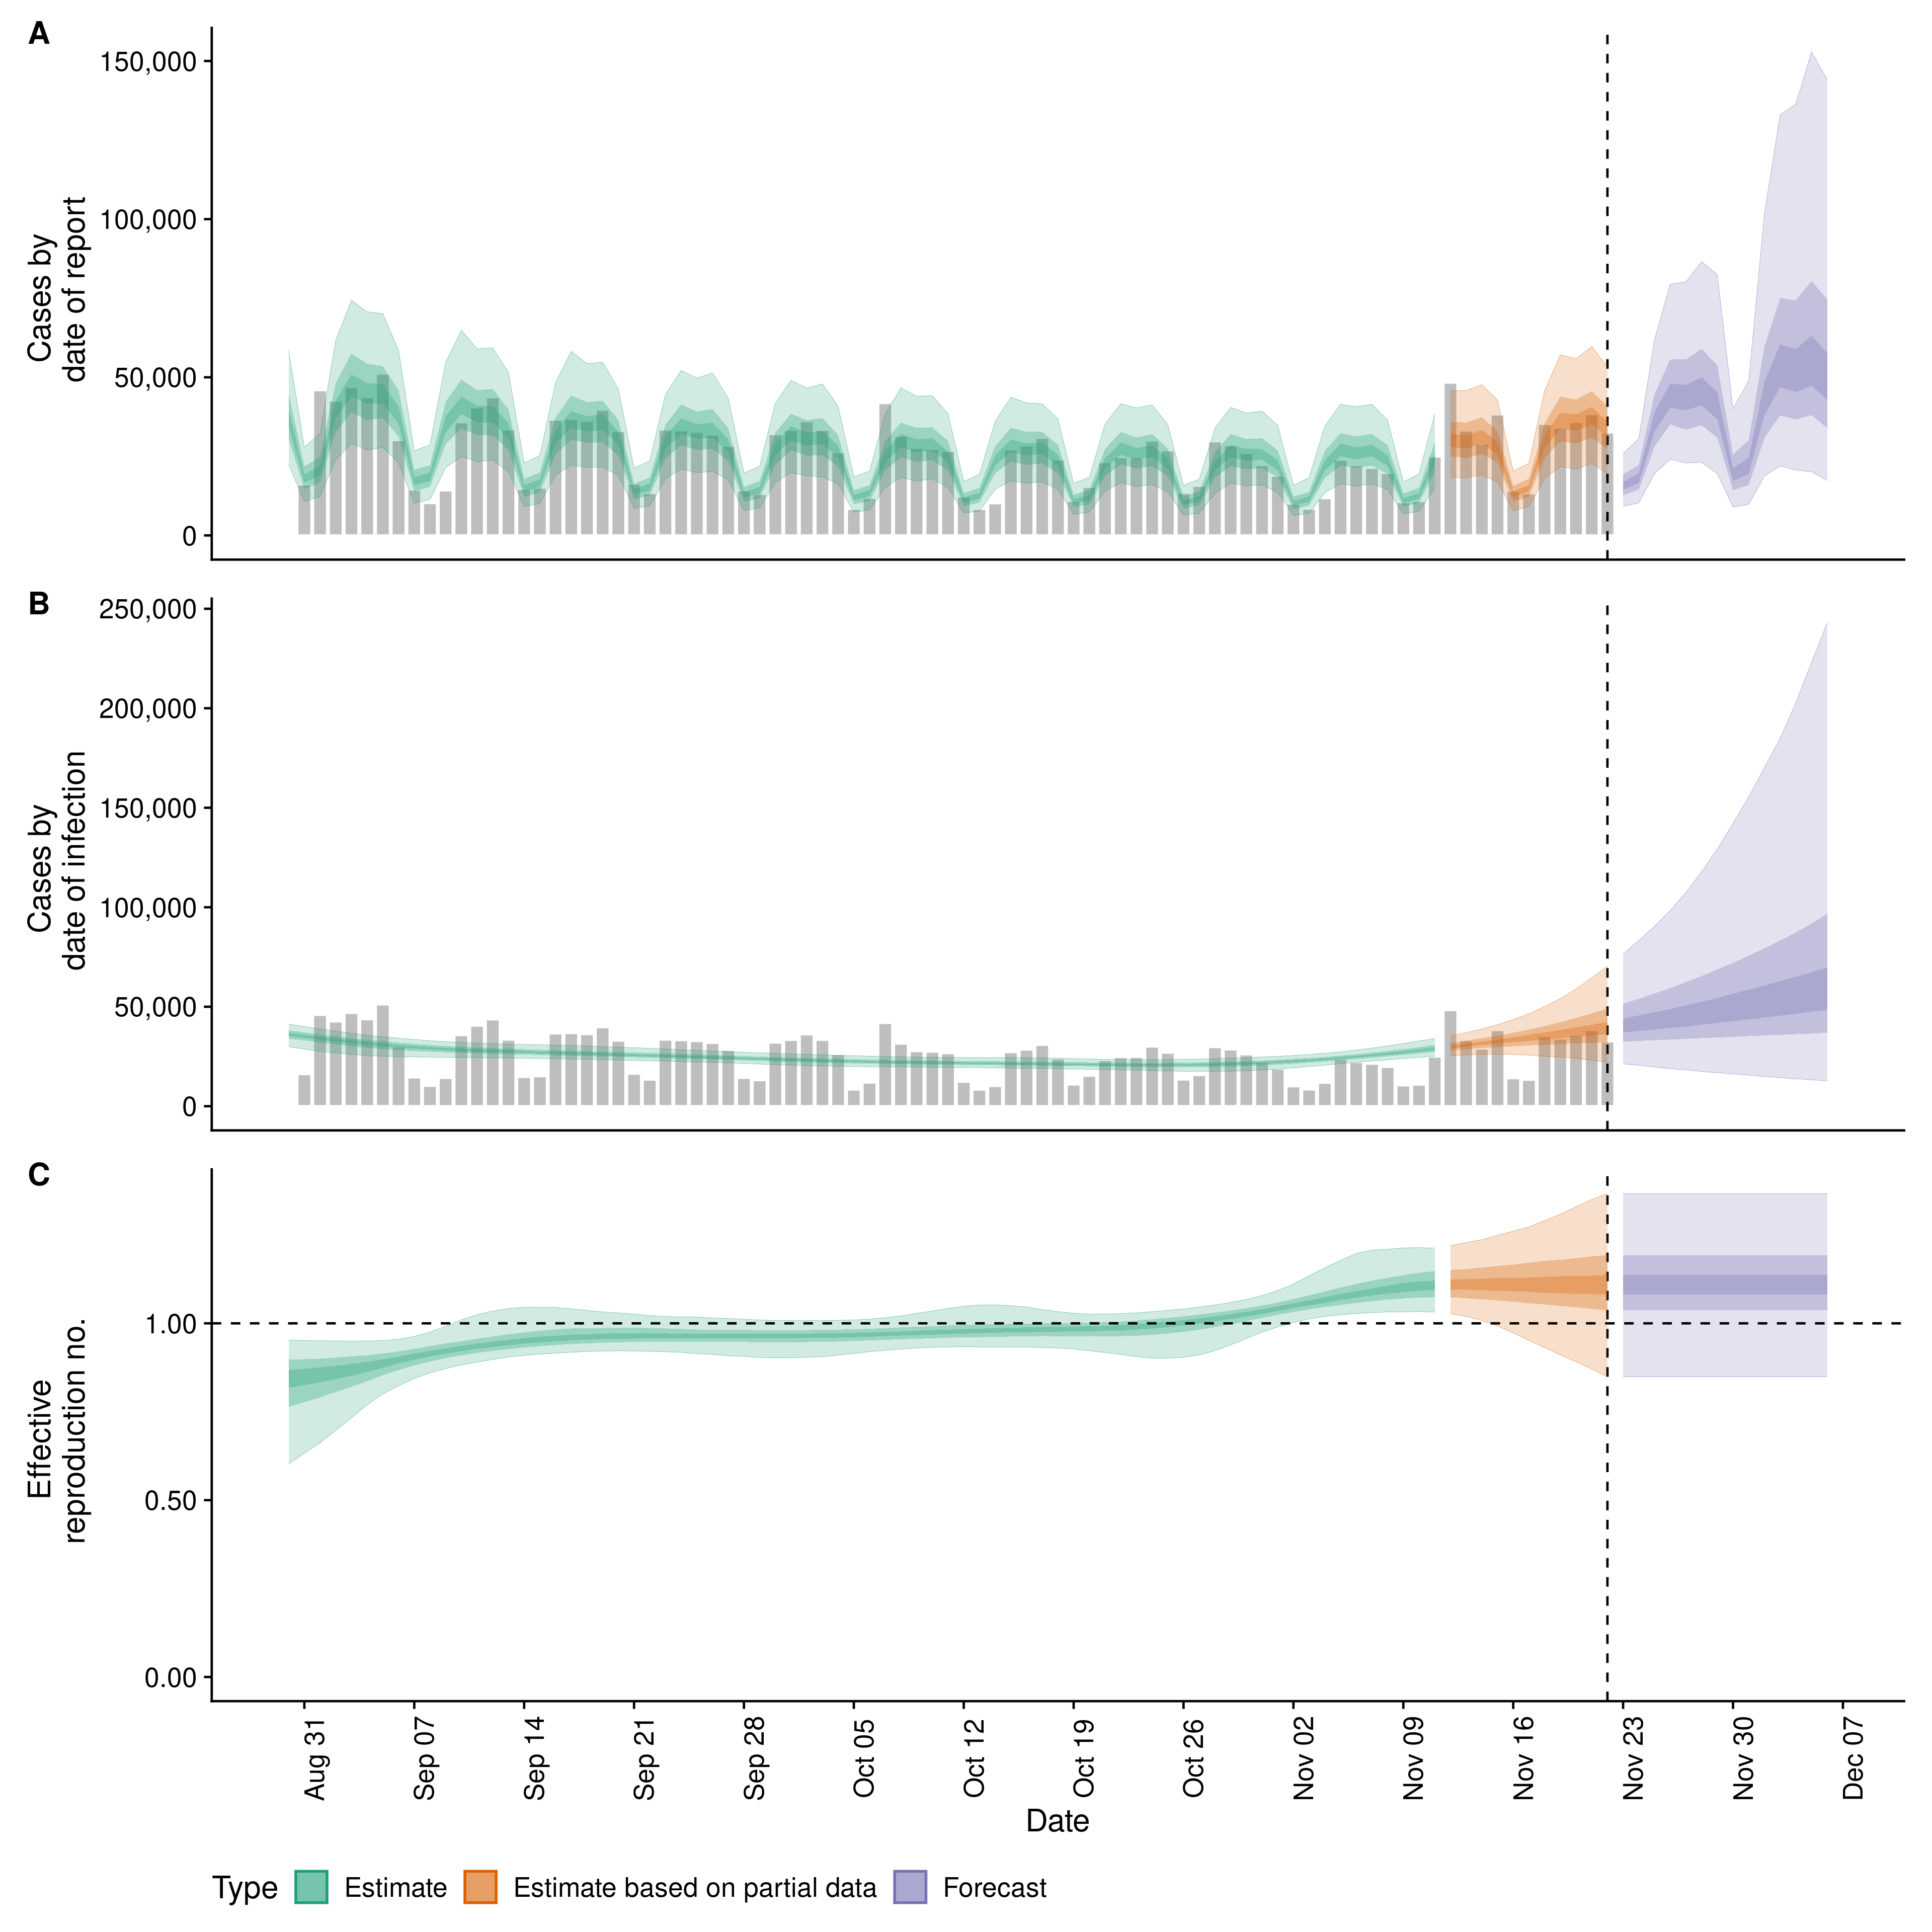 A
150,000
100,000
50,000
0
Cases by
date of report
B
250,000
200,000
150,000
100,000
50,000
0
Cases by
date of infection
C
1.00
0.50
0.00
Effective
reproduction no.
Aug 31
Sep 07
Sep 14
Sep 21
Sep 28
Oct 05
Oct 12
Oct 19
Oct 26
Nov 02
Nov 09
Nov 16
Nov 23
Nov 30
Dec 07
Date
Type Estimate Estimate based on partial data Forecast